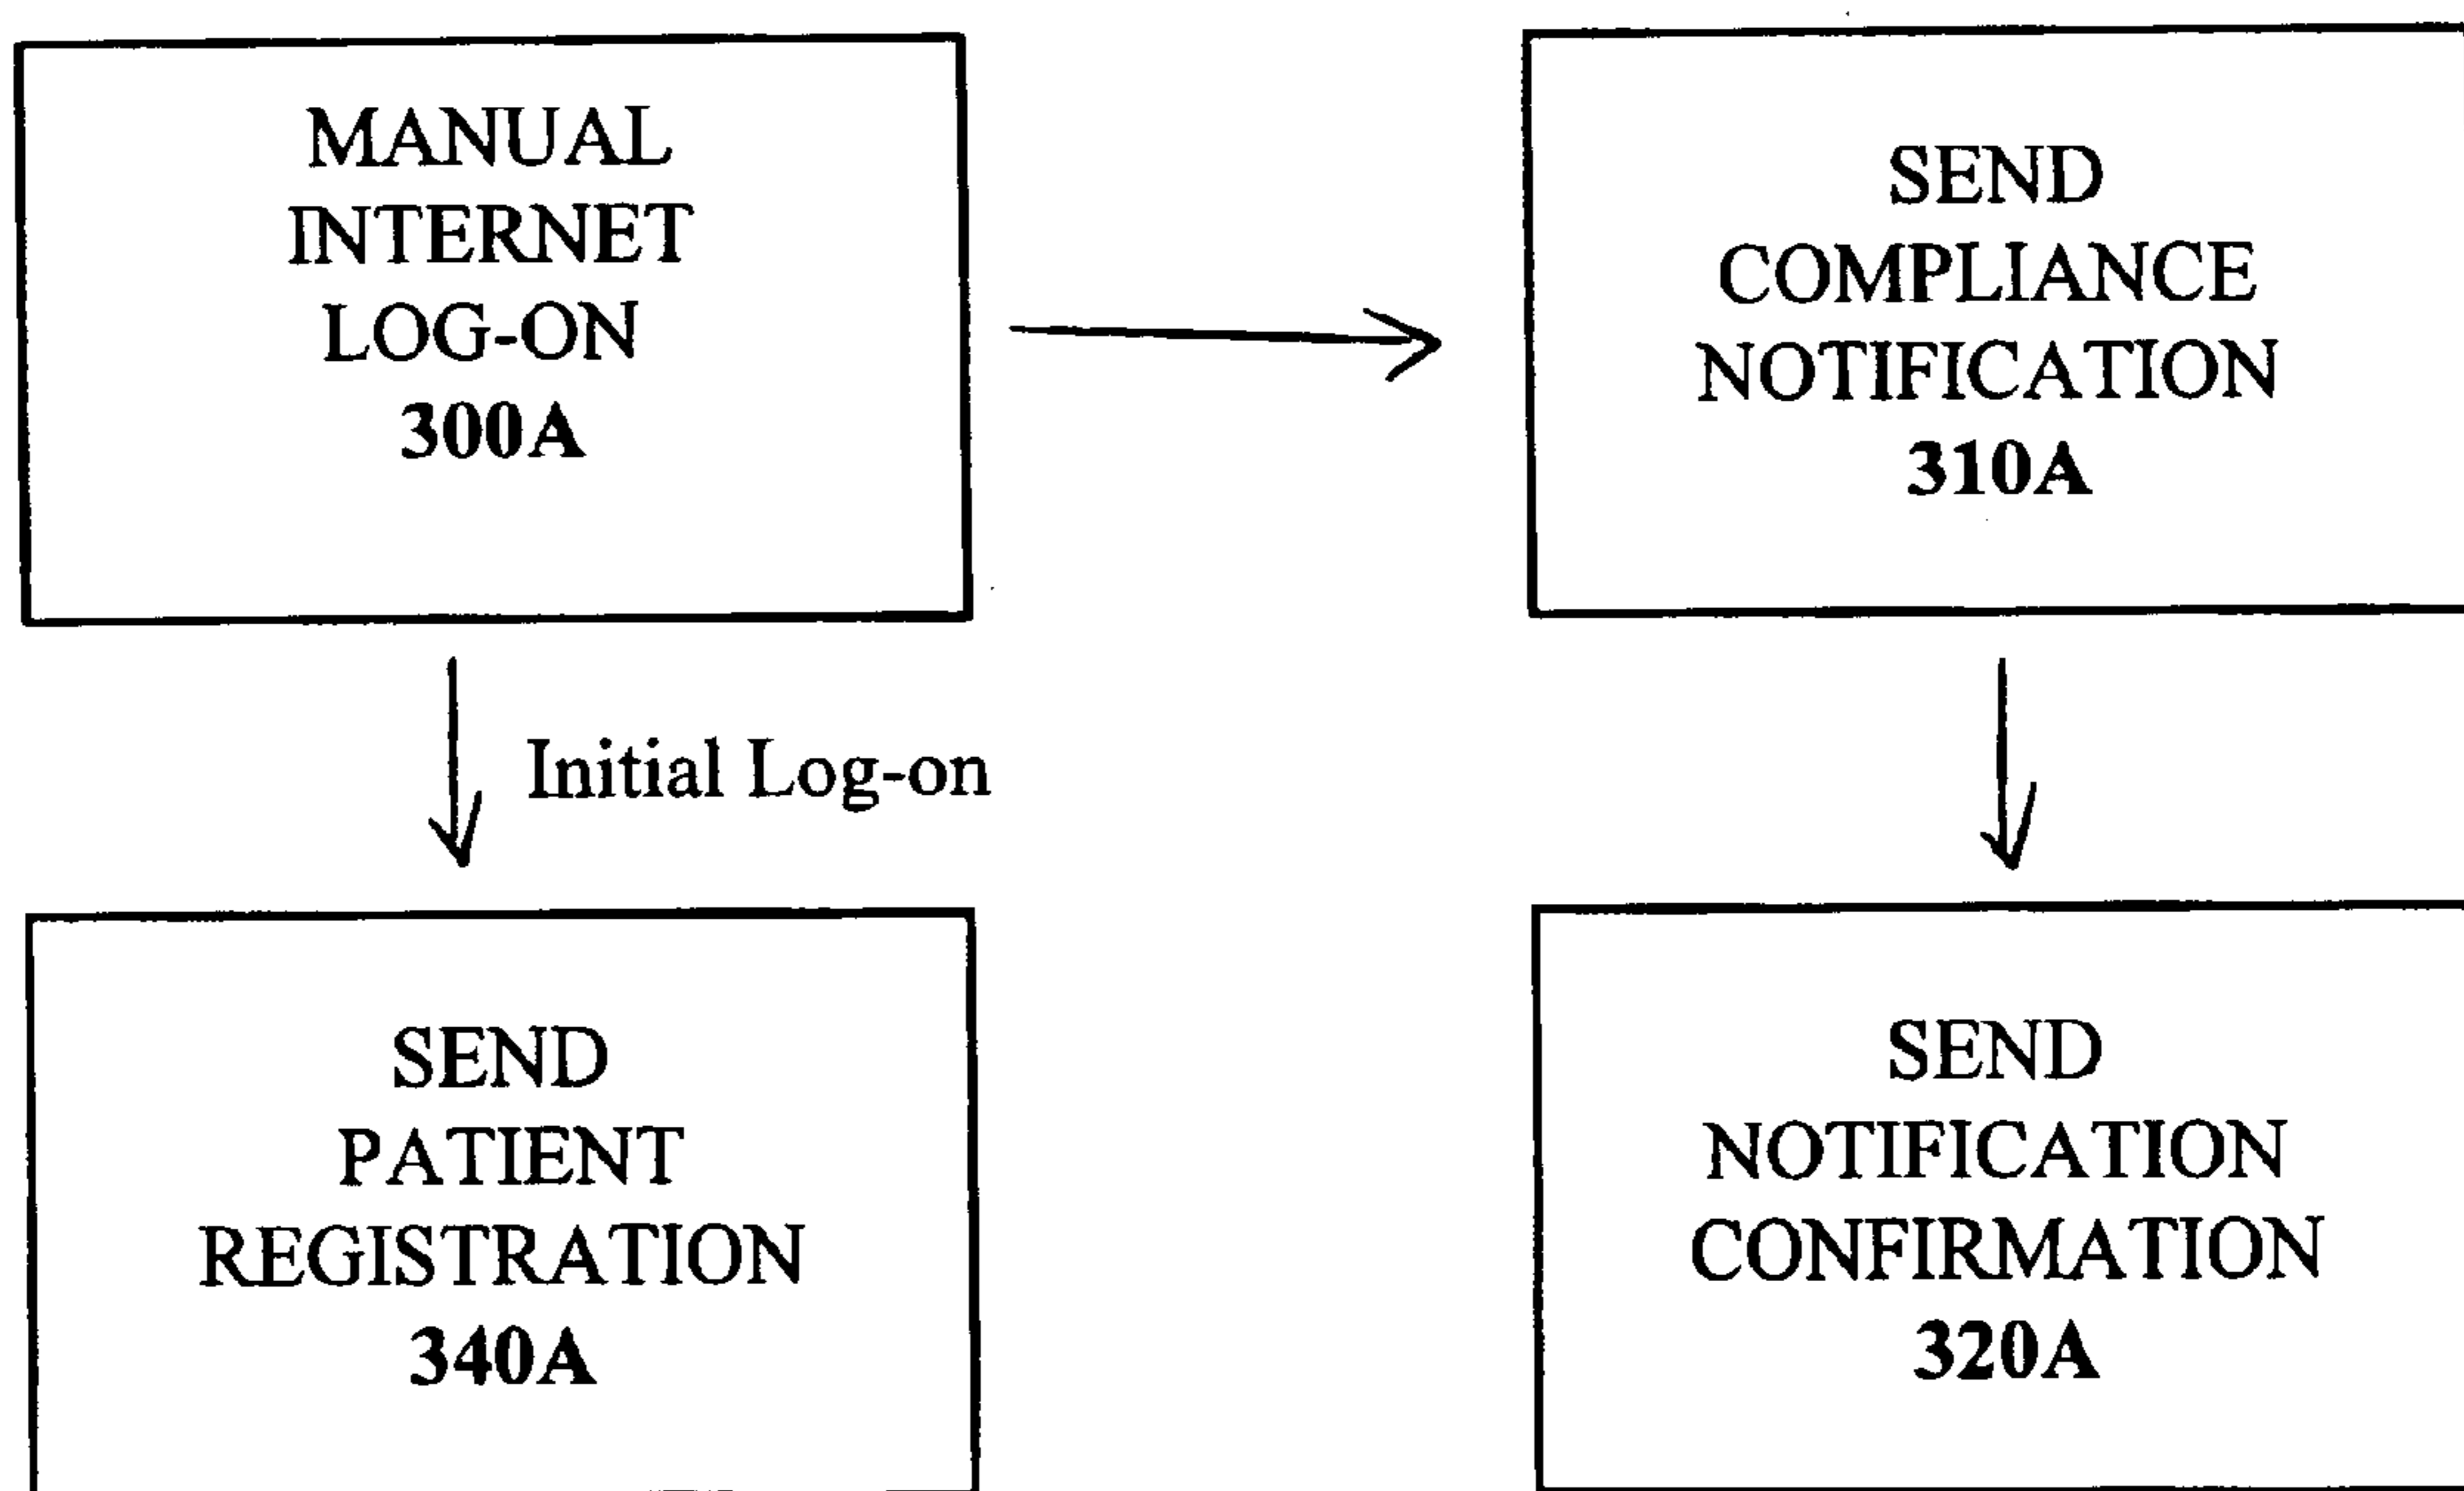 MANUAL
INTERNET
LOG-ON
300A
SEND
COMPLIANCE
NOTIFICATION
310A
Initial Log-on
SEND
PATIENT
REGISTRATION
340A
SEND
NOTIFICATION
CONFIRMATION
320A